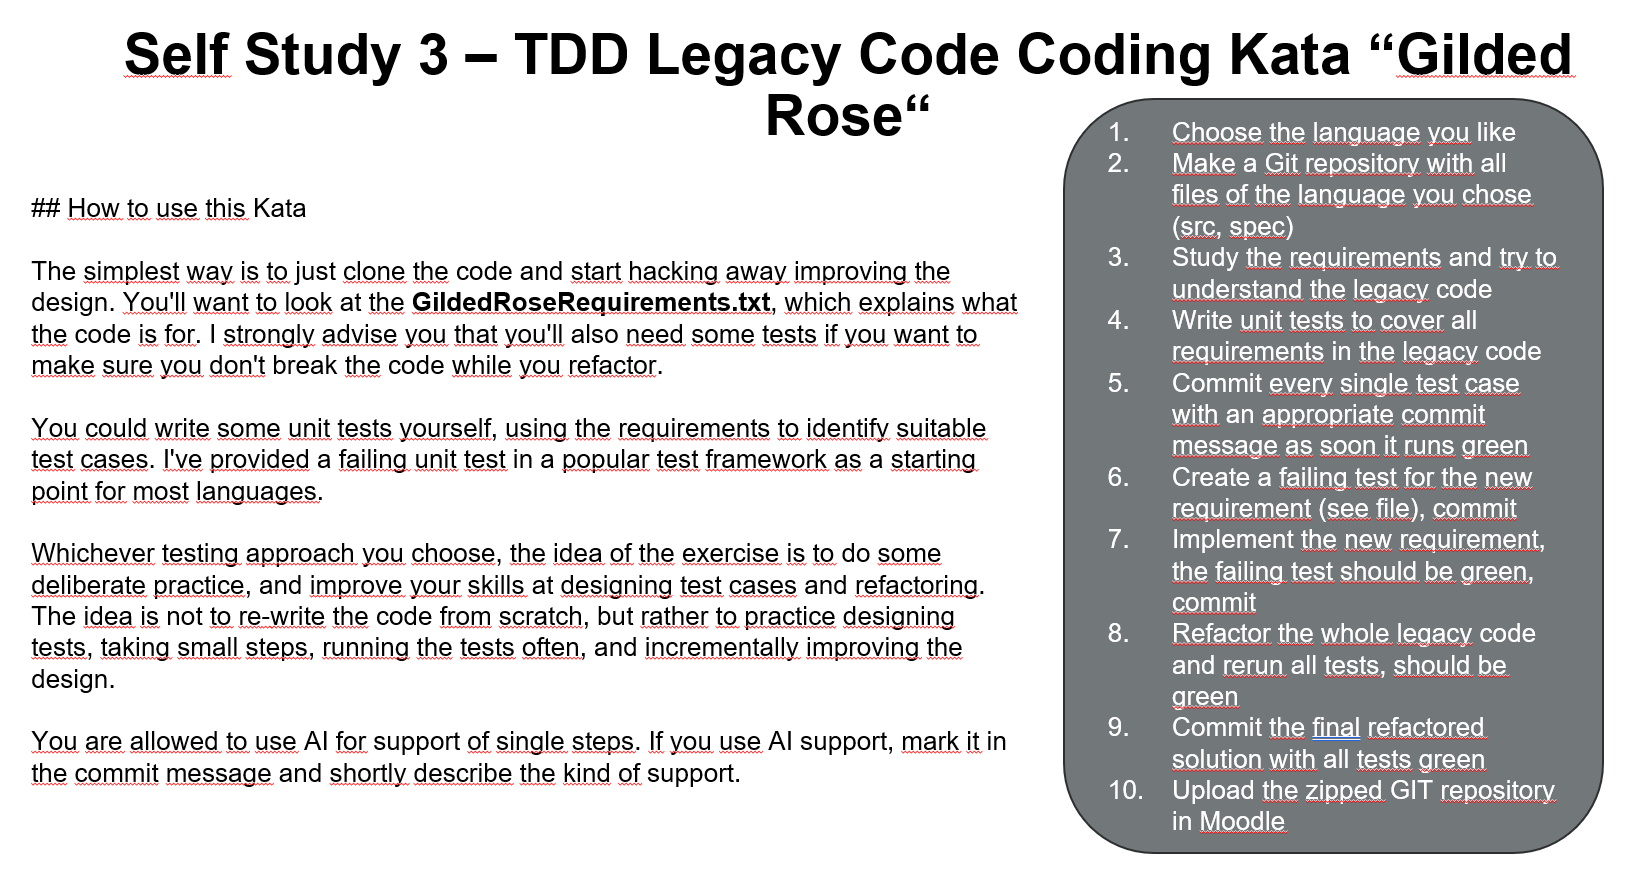 Self Study 3 – TDD Legacy Code Coding Kata “Gilded
Rose“
## How to use this Kata
The simplest way is to just clone the code and start hacking away improving the
design. You'll want to look at the GildedRoseRequirements.txt, which explains what
the code is for. I strongly advise you that you'll also need some tests if you want to
make sure you don't break the code while you refactor.
You could write some unit tests yourself, using the requirements to identify suitable
test cases. I've provided a failing unit test in a popular test framework as a starting
point for most languages.
Whichever testing approach you choose, the idea of the exercise is to do some
deliberate practice, and improve your skills at designing test cases and refactoring.
The idea is not to re-write the code from scratch, but rather to practice designing
tests, taking small steps, running the tests often, and incrementally improving the
design.
You are allowed to use AI for support of single steps. If you use AI support, mark it in
the commit message and shortly describe the kind of support.
1. Choose the language you like
2. Make a Git repository with all
files of the language you chose
(src, spec)
3. Study the requirements and try to
understand the legacy code
4. Write unit tests to cover all
requirements in the legacy code
5. Commit every single test case
with an appropriate commit
message as soon it runs green
6. Create a failing test for the new
requirement (see file), commit
7. Implement the new requirement,
the failing test should be green,
commit
8. Refactor the whole legacy code
and rerun all tests, should be
green
9. Commit the final refactored
solution with all tests green
10. Upload the zipped GIT repository
in Moodle